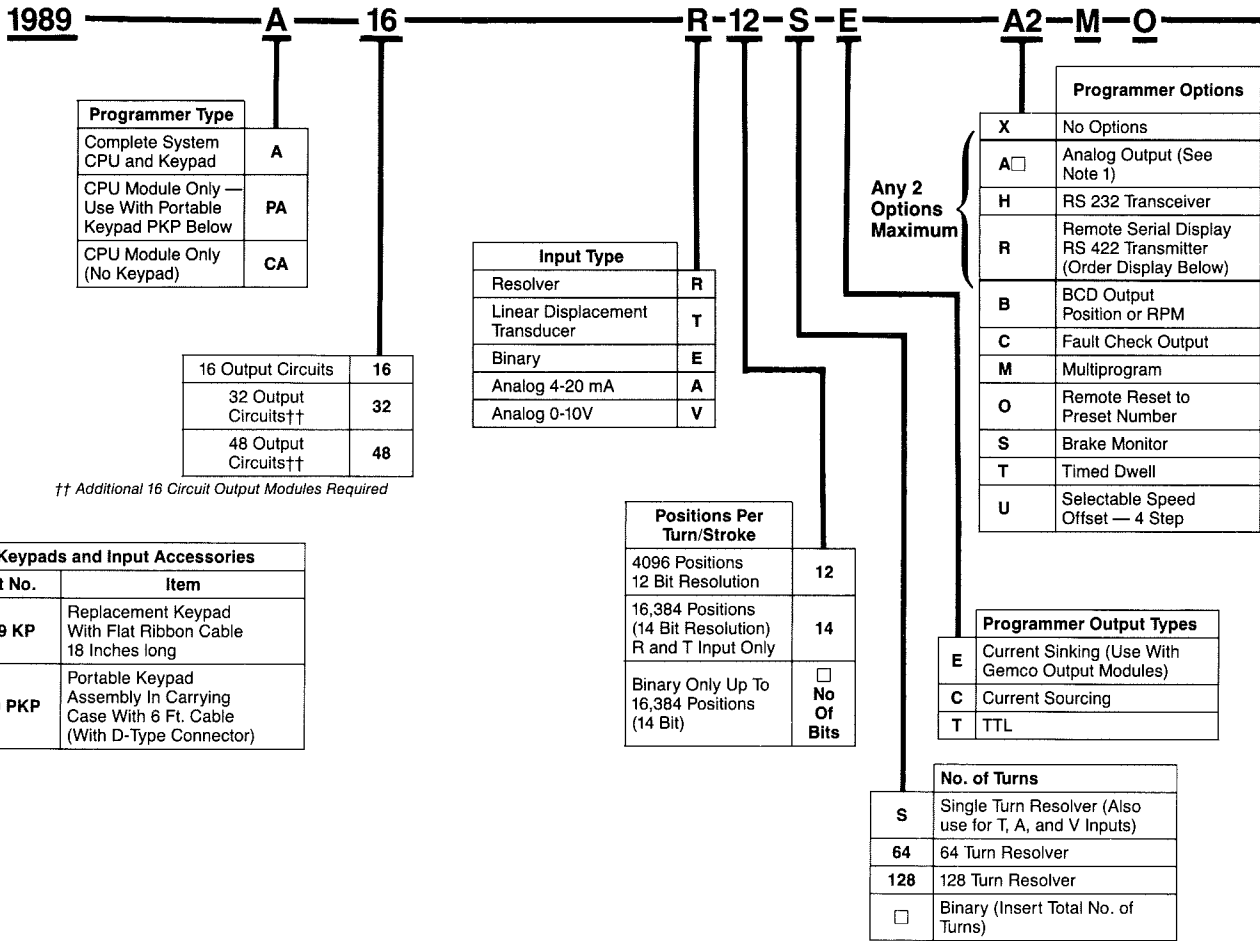 1989 A 16 R-12-S-E A2-M-O
Programmer Type
Complete System
CPU and Keypad
A
CPU Module Only —
Use With Portable
Keypad PKP Below
PA
CPU Module Only
(No Keypad)
CA
16 Output Circuits
16
32 Output
Circuits††
32
48 Output
Circuits††
48
†† Additional 16 Circuit Output Modules Required
Keypads and Input Accessories
t No.
Item
9 KP
Replacement Keypad
With Flat Ribbon Cable
18 Inches long
PKP
Portable Keypad
Assembly In Carrying
Case With 6 Ft. Cable
(With D-Type Connector)
Input Type
Resolver
R
Linear Displacement
Transducer
T
Binary
E
Analog 4-20 mA
A
Analog 0-10V
V
Positions Per
Turn/Stroke
4096 Positions
12 Bit Resolution
12
16,384 Positions
(14 Bit Resolution)
R and T Input Only
14
Binary Only Up To
16,384 Positions
(14 Bit)
□
No
Of
Bits
Any 2
Options
Maximum
Programmer Options
X
No Options
A□
Analog Output (See
Note 1)
H
RS 232 Transceiver
R
Remote Serial Display
RS 422 Transmitter
(Order Display Below)
B
BCD Output
Position or RPM
C
Fault Check Output
M
Multiprogram
O
Remote Reset to
Preset Number
S
Brake Monitor
T
Timed Dwell
U
Selectable Speed
Offset — 4 Step
Programmer Output Types
E
Current Sinking (Use With
Gemco Output Modules)
C
Current Sourcing
T
TTL
No. of Turns
S
Single Turn Resolver (Also
use for T, A, and V Inputs)
64
64 Turn Resolver
128
128 Turn Resolver
□
Binary (Insert Total No. of
Turns)